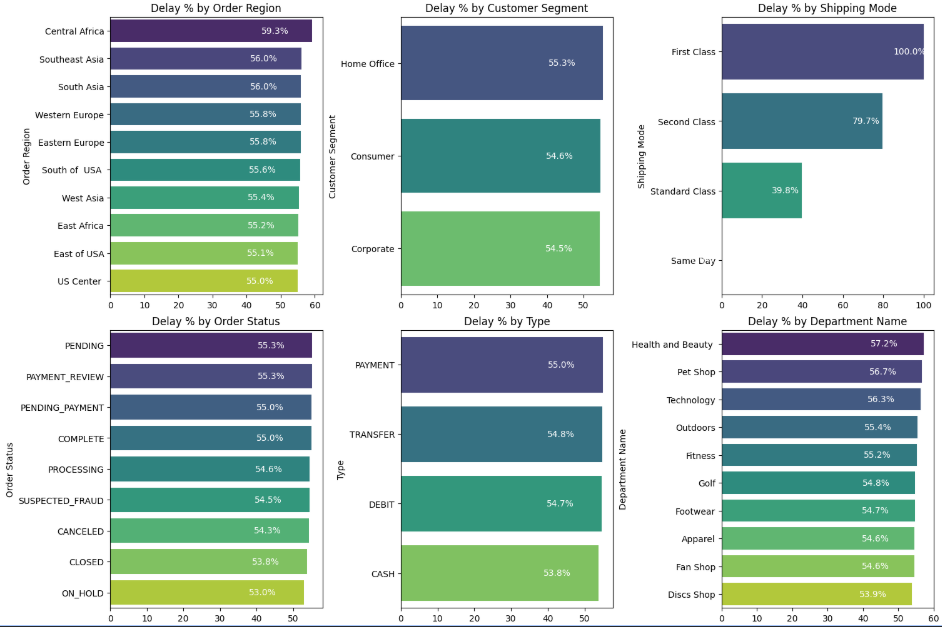 Delay % by Order Region
Order Region
Central Africa 59.3%
Southeast Asia 56.0%
South Asia 56.0%
Western Europe 55.8%
Eastern Europe 55.8%
South of USA 55.6%
West Asia 55.4%
East Africa 55.2%
East of USA 55.1%
US Center 55.0%
0 10 20 30 40 50 60
Delay % by Customer Segment
Customer Segment
Home Office 55.3%
Consumer 54.6%
Corporate 54.5%
0 10 20 30 40 50
Delay % by Shipping Mode
Shipping Mode
First Class 100.0%
Second Class 79.7%
Standard Class 39.8%
Same Day
0 20 40 60 80 100
Delay % by Order Status
Order Status
PENDING 55.3%
PAYMENT_REVIEW 55.3%
PENDING_PAYMENT 55.0%
COMPLETE 55.0%
PROCESSING 54.6%
SUSPECTED_FRAUD 54.5%
CANCELED 54.3%
CLOSED 53.8%
ON_HOLD 53.0%
0 10 20 30 40 50
Delay % by Type
Type
PAYMENT 55.0%
TRANSFER 54.8%
DEBIT 54.7%
CASH 53.8%
0 10 20 30 40 50
Delay % by Department Name
Department Name
Health and Beauty 57.2%
Pet Shop 56.7%
Technology 56.3%
Outdoors 55.4%
Fitness 55.2%
Golf 54.8%
Footwear 54.7%
Apparel 54.6%
Fan Shop 54.6%
Discs Shop 53.9%
0 10 20 30 40 50 60